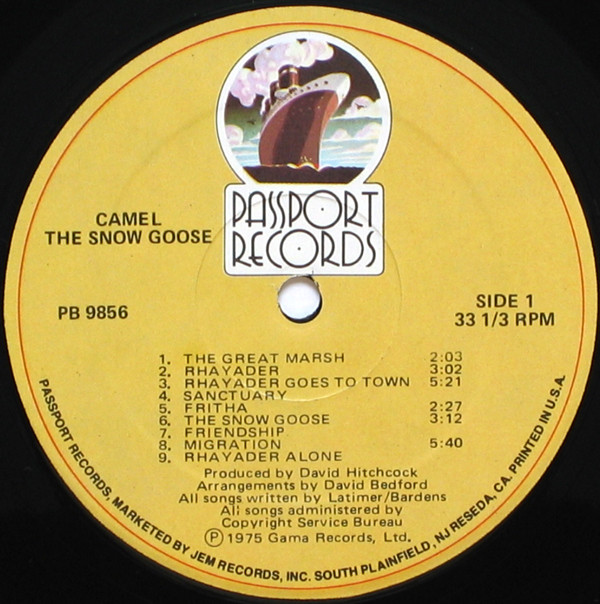 PASSPORT
RECORDS
CAMEL
THE SNOW GOOSE
PB 9856
SIDE 1
33 1/3 RPM
1. THE GREAT MARSH 2:03
2. RHAYADER 3:02
3. RHAYADER GOES TO TOWN 5:21
4. SANCTUARY
5. FRITHA 2:27
6. THE SNOW GOOSE 3:12
7. FRIENDSHIP
8. MIGRATION 5:40
9. RHAYADER ALONE
Produced by David Hitchcock
Arrangements by David Bedford
All songs written by Latimer/Bardens
All songs administered by
Copyright Service Bureau
Ⓟ 1975 Gama Records, Ltd.
PASSPORT RECORDS, MARKETED BY JEM RECORDS, INC. SOUTH PLAINFIELD, NJ RESEDA, CA. PRINTED IN U.S.A.